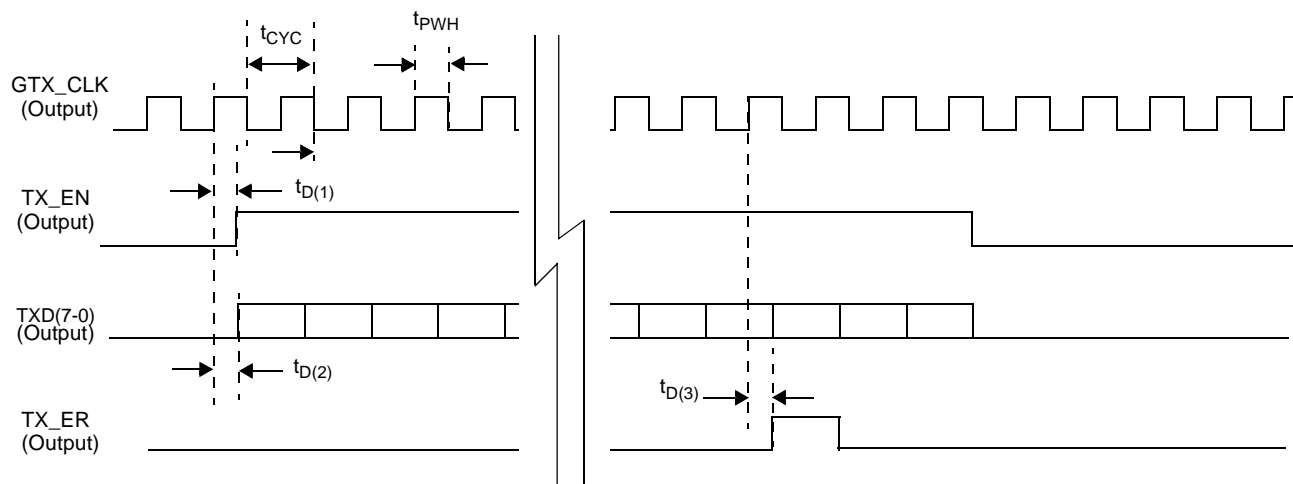 tCYC
tPWH
GTX_CLK
(Output)
TX_EN
(Output)
tD(1)
TXD(7-0)
(Output)
tD(2)
tD(3)
TX_ER
(Output)